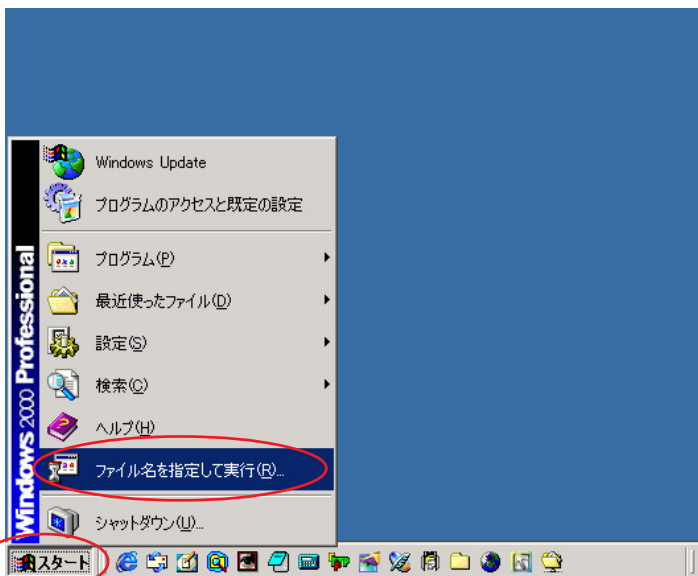 Windows Update
プログラムのアクセスと既定の設定
プログラム(P)
最近使ったファイル(D)
設定(S)
検索(C)
ヘルプ(H)
ファイル名を指定して実行(R)...
シャットダウン(U)...
Windows 2000 Professional
スタート